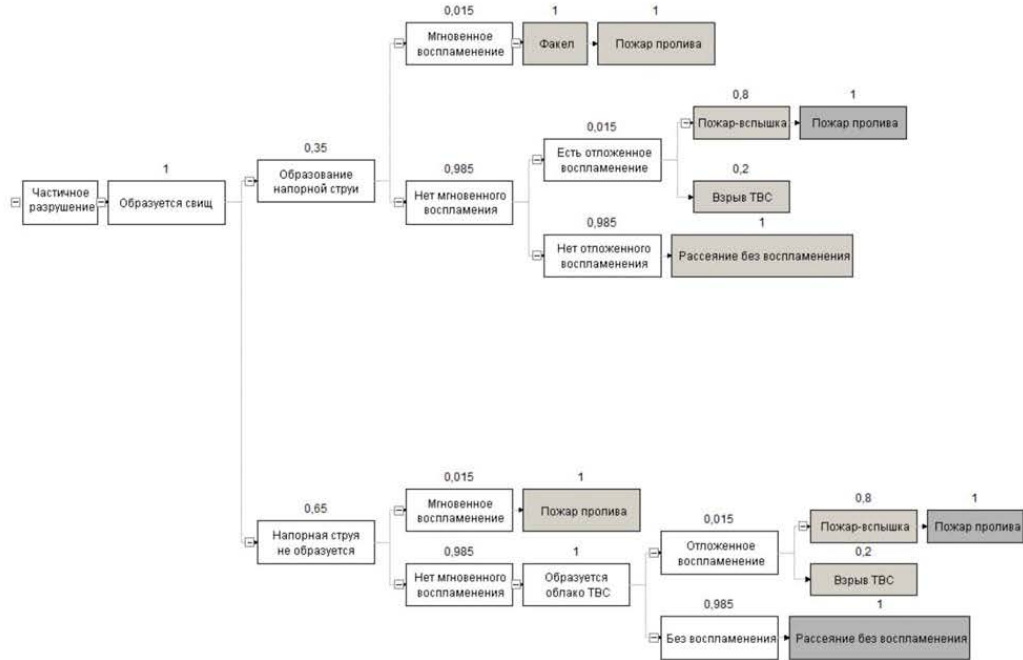 0,015
1
1
Мгновенное
воспламенение
Факел
Пожар пролива
0,8
1
0,015
Пожар-вспышка
Пожар пролива
0,35
0,985
Есть отложенное
воспламенение
0,2
1
Образование
напорной струи
Частичное
разрушение
Образуется свищ
Нет мгновенного
воспламения
Взрыв ТВС
0,985
1
Нет отложенного
воспламенения
Рассеяние без воспламенения
0,015
1
0,65
Мгновенное
воспламенение
Пожар пролива
0,8
1
0,015
Напорная струя
не образуется
Отложенное
воспламенение
Пожар-вспышка
Пожар пролива
0,985
1
0,2
Нет мгновенного
воспламенения
Образуется
облако ТВС
Взрыв ТВС
0,985
1
Без воспламенения
Рассеяние без воспламенения